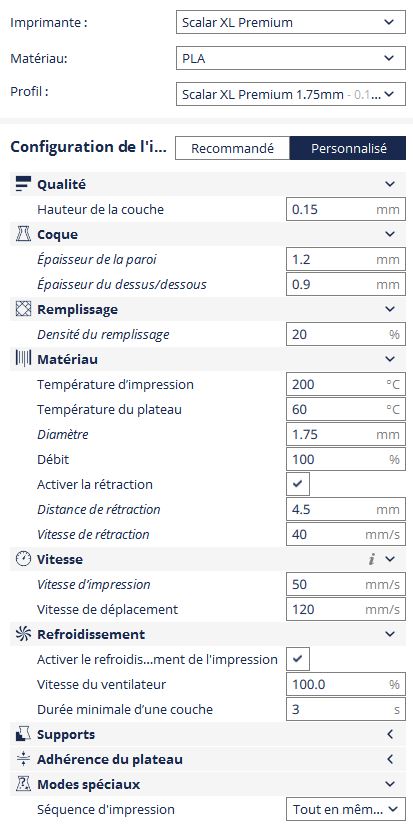 Imprimante : Scalar XL Premium
Matériau: PLA
Profil : Scalar XL Premium 1.75mm - 0.1...
Configuration de l'i... Recommandé Personnalisé
Qualité
Hauteur de la couche 0.15 mm
Coque
Épaisseur de la paroi 1.2 mm
Épaisseur du dessus/dessous 0.9 mm
Remplissage
Densité du remplissage 20 %
Matériau
Température d'impression 200 °C
Température du plateau 60 °C
Diamètre 1.75 mm
Débit 100 %
Activer la rétraction
Distance de rétraction 4.5 mm
Vitesse de rétraction 40 mm/s
Vitesse i
Vitesse d'impression 50 mm/s
Vitesse de déplacement 120 mm/s
Refroidissement
Activer le refroidis...ment de l'impression
Vitesse du ventilateur 100.0 %
Durée minimale d'une couche 3 s
Supports
Adhérence du plateau
Modes spéciaux
Séquence d'impression Tout en mêm...